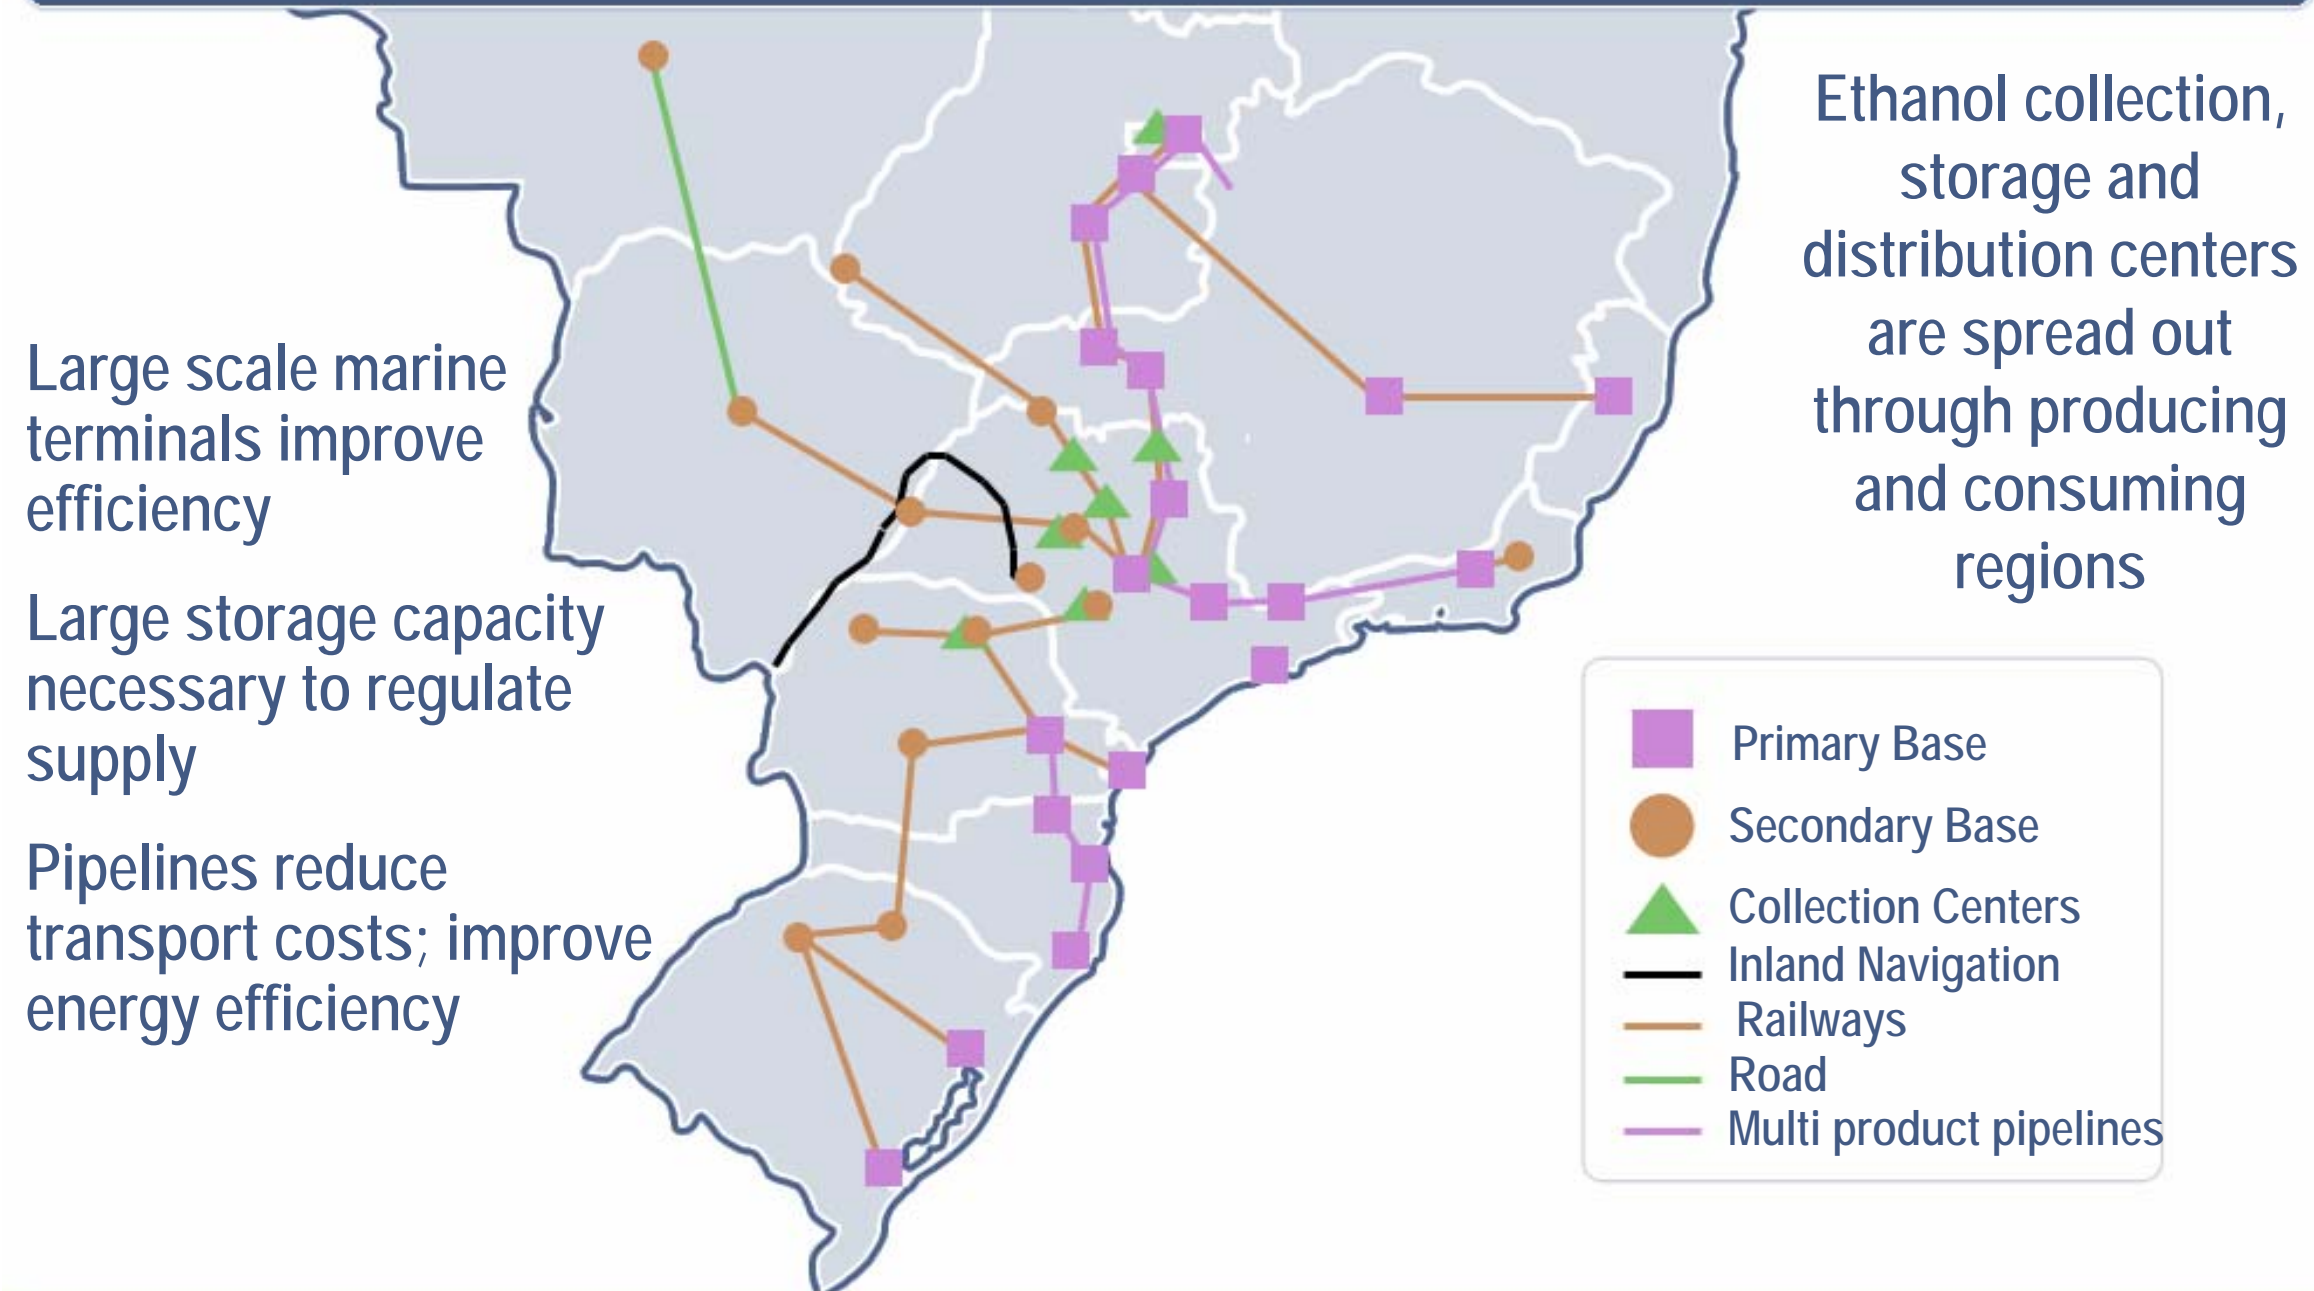 Large scale marine
terminals improve
efficiency
Large storage capacity
necessary to regulate
supply
Pipelines reduce
transport costs; improve
energy efficiency
Ethanol collection,
storage and
distribution centers
are spread out
through producing
and consuming
regions
Primary Base
Secondary Base
Collection Centers
Inland Navigation
Railways
Road
Multi product pipelines